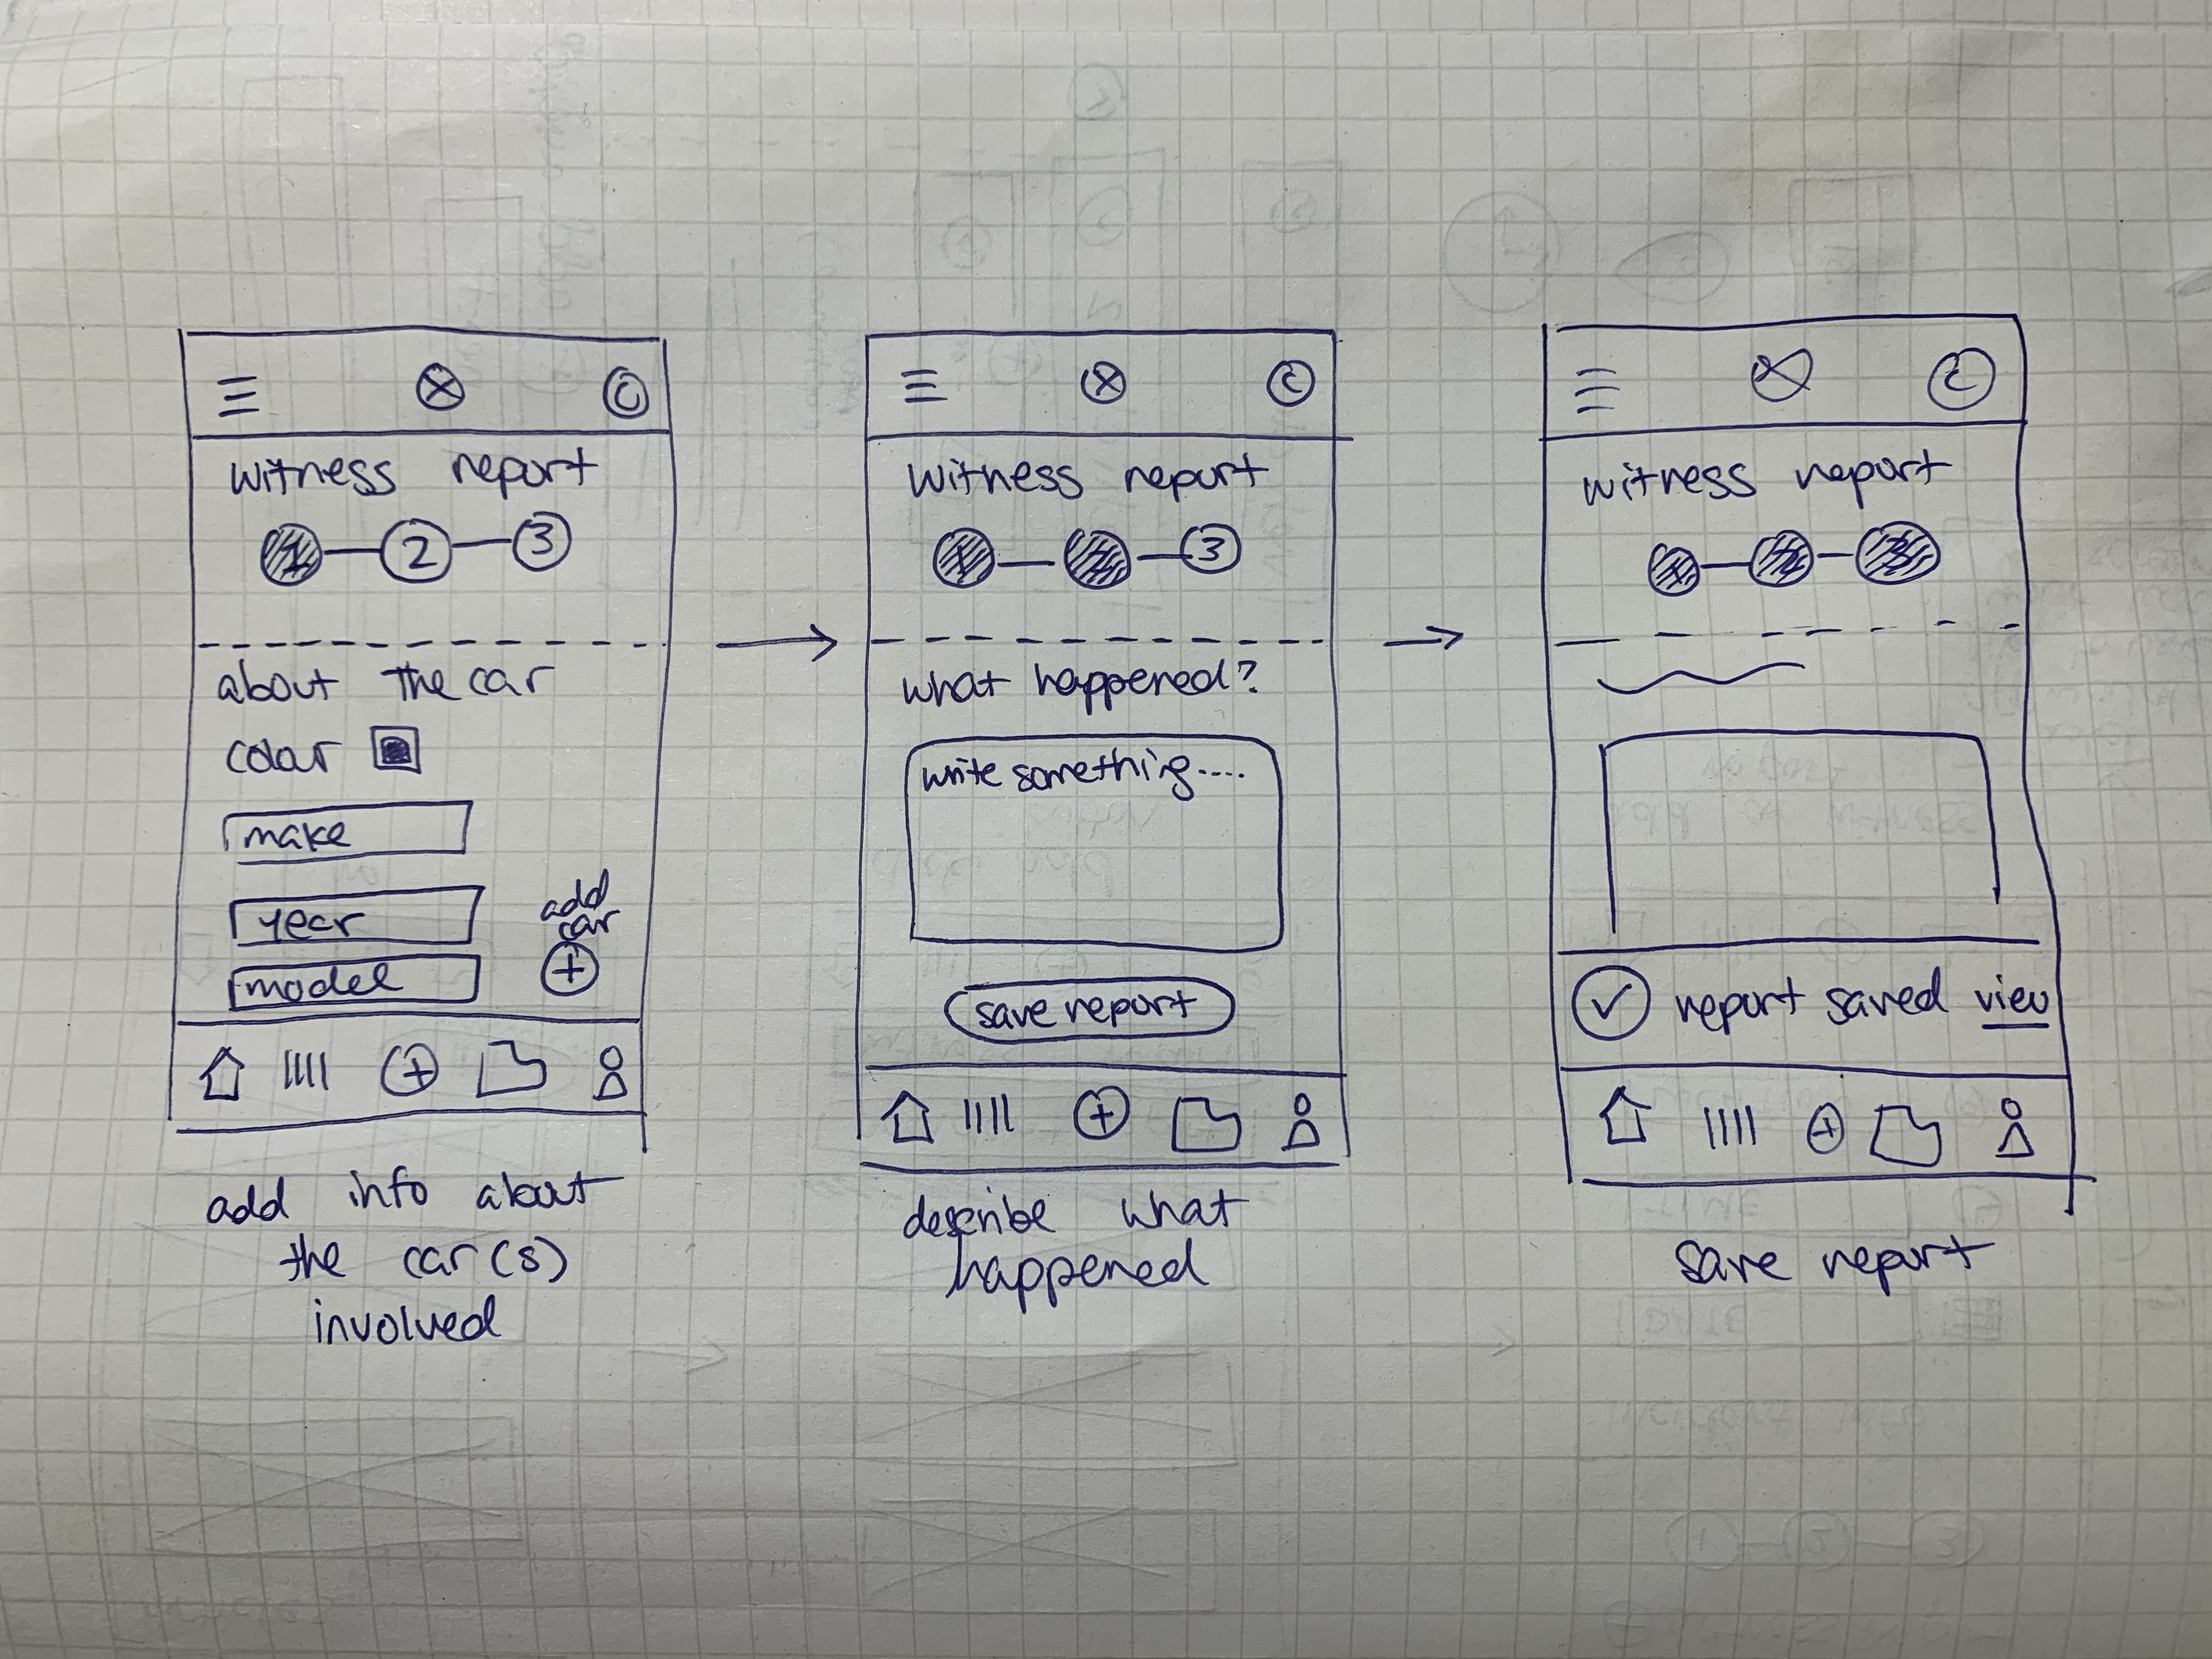 witness report
1 2 3
about the car
color
make
year
add
car
model
add info about
the car(s)
involved
witness report
1 2 3
what happened?
write something....
save report
describe what
happened
witness report
1 2 3
report saved view
save report